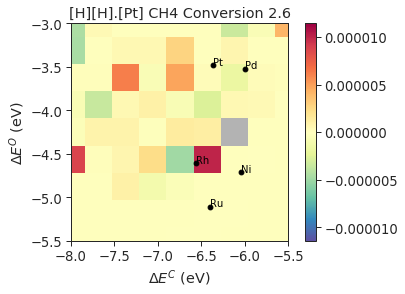 [H][H].[Pt] CH4 Conversion 2.6
−3.0
−3.5
−4.0
−4.5
−5.0
−5.5
ΔE^O (eV)
Pt
Pd
Rh
Ni
Ru
−8.0 −7.5 −7.0 −6.5 −6.0 −5.5
ΔE^C (eV)
0.000010
0.000005
0.000000
−0.000005
−0.000010